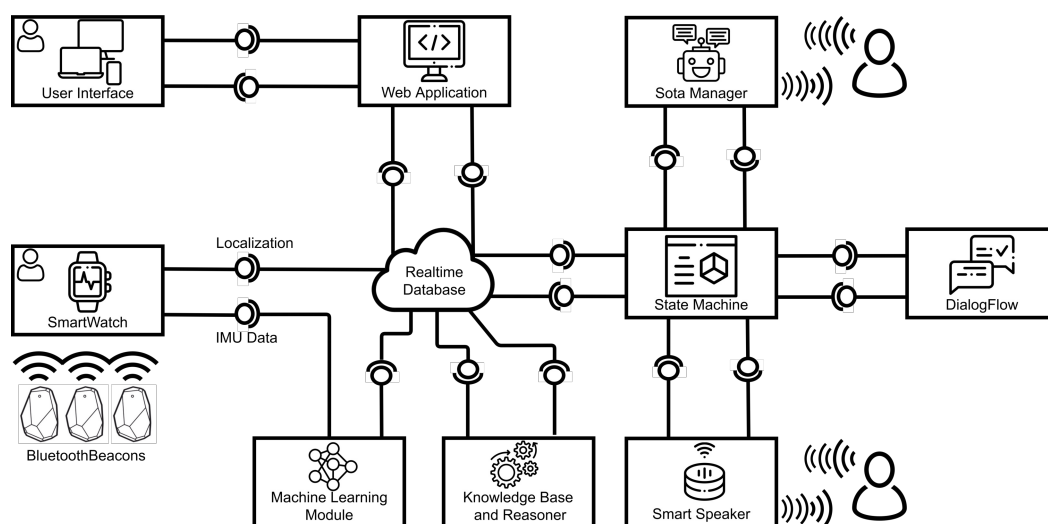 User Interface
Web Application
Sota Manager
Localization
Realtime
Database
SmartWatch
IMU Data
State Machine
DialogFlow
BluetoothBeacons
Machine Learning
Module
Knowledge Base
and Reasoner
Smart Speaker